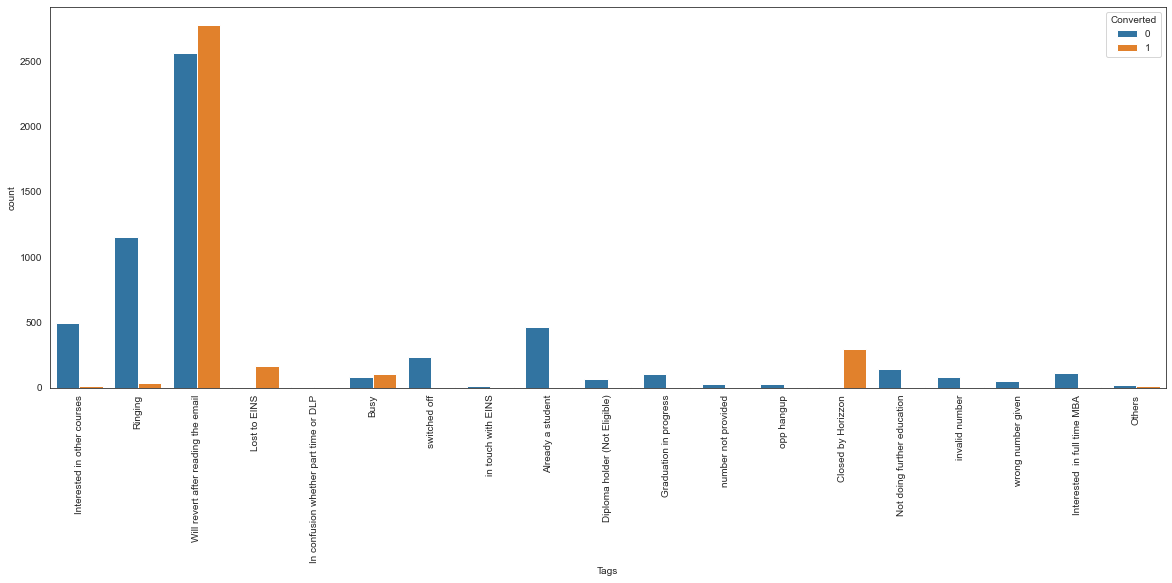 Converted
0
1
2500
2000
1500
1000
500
0
count
Interested in other courses
Ringing
Will revert after reading the email
Lost to EINS
In confusion whether part time or DLP
Busy
switched off
in touch with EINS
Already a student
Diploma holder (Not Eligible)
Graduation in progress
number not provided
opp hangup
Closed by Horizzon
Not doing further education
invalid number
wrong number given
Interested  in full time MBA
Others
Tags